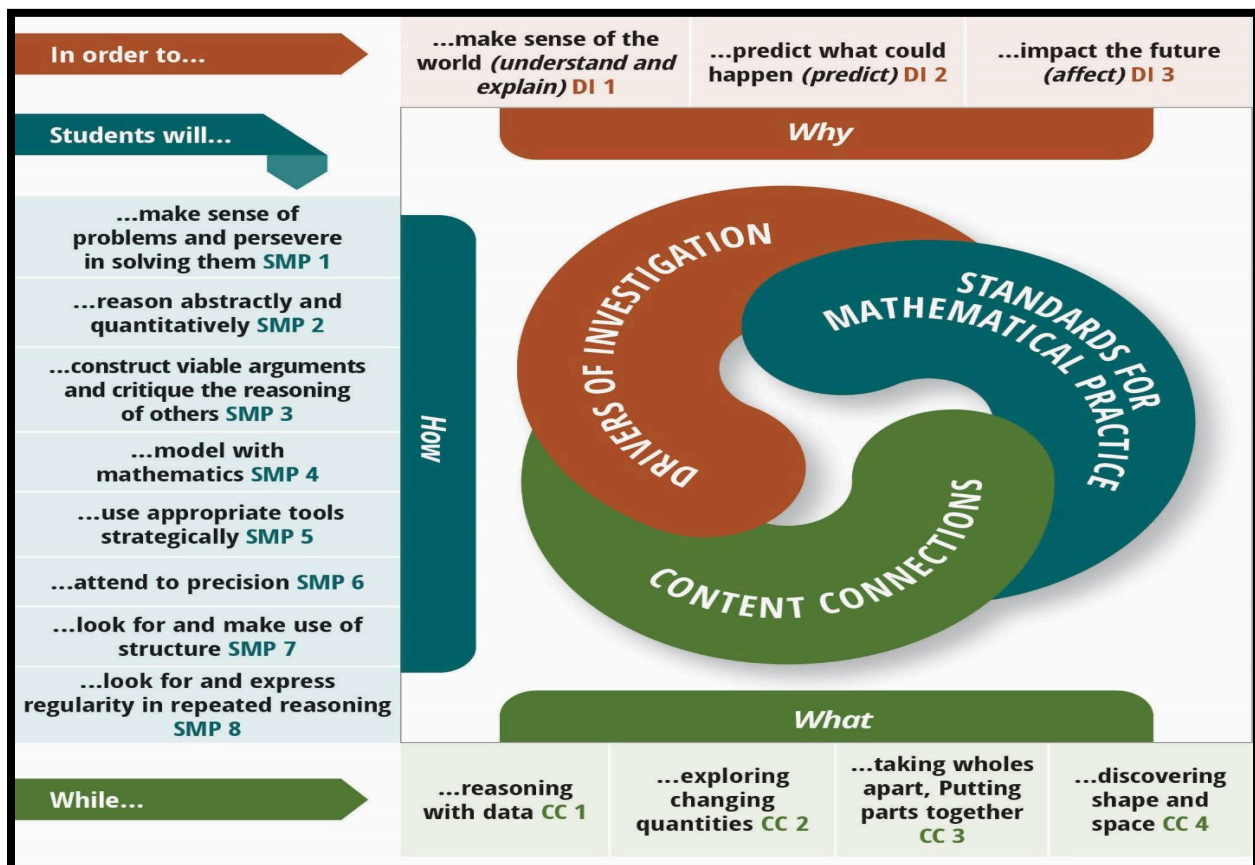 In order to...
...make sense of the
world (understand and
explain) DI 1
...predict what could
happen (predict) DI 2
...impact the future
(affect) DI 3
Students will...
Why
...make sense of
problems and persevere
in solving them SMP 1
...reason abstractly and
quantitatively SMP 2
...construct viable arguments
and critique the reasoning
of others SMP 3
...model with
mathematics SMP 4
...use appropriate tools
strategically SMP 5
...attend to precision SMP 6
...look for and make use of
structure SMP 7
...look for and express
regularity in repeated reasoning
SMP 8
How
DRIVERS OF INVESTIGATION
STANDARDS FOR
MATHEMATICAL PRACTICE
CONTENT CONNECTIONS
What
While...
...reasoning
with data CC 1
...exploring
changing
quantities CC 2
...taking wholes
apart, Putting
parts together
CC 3
...discovering
shape and
space CC 4